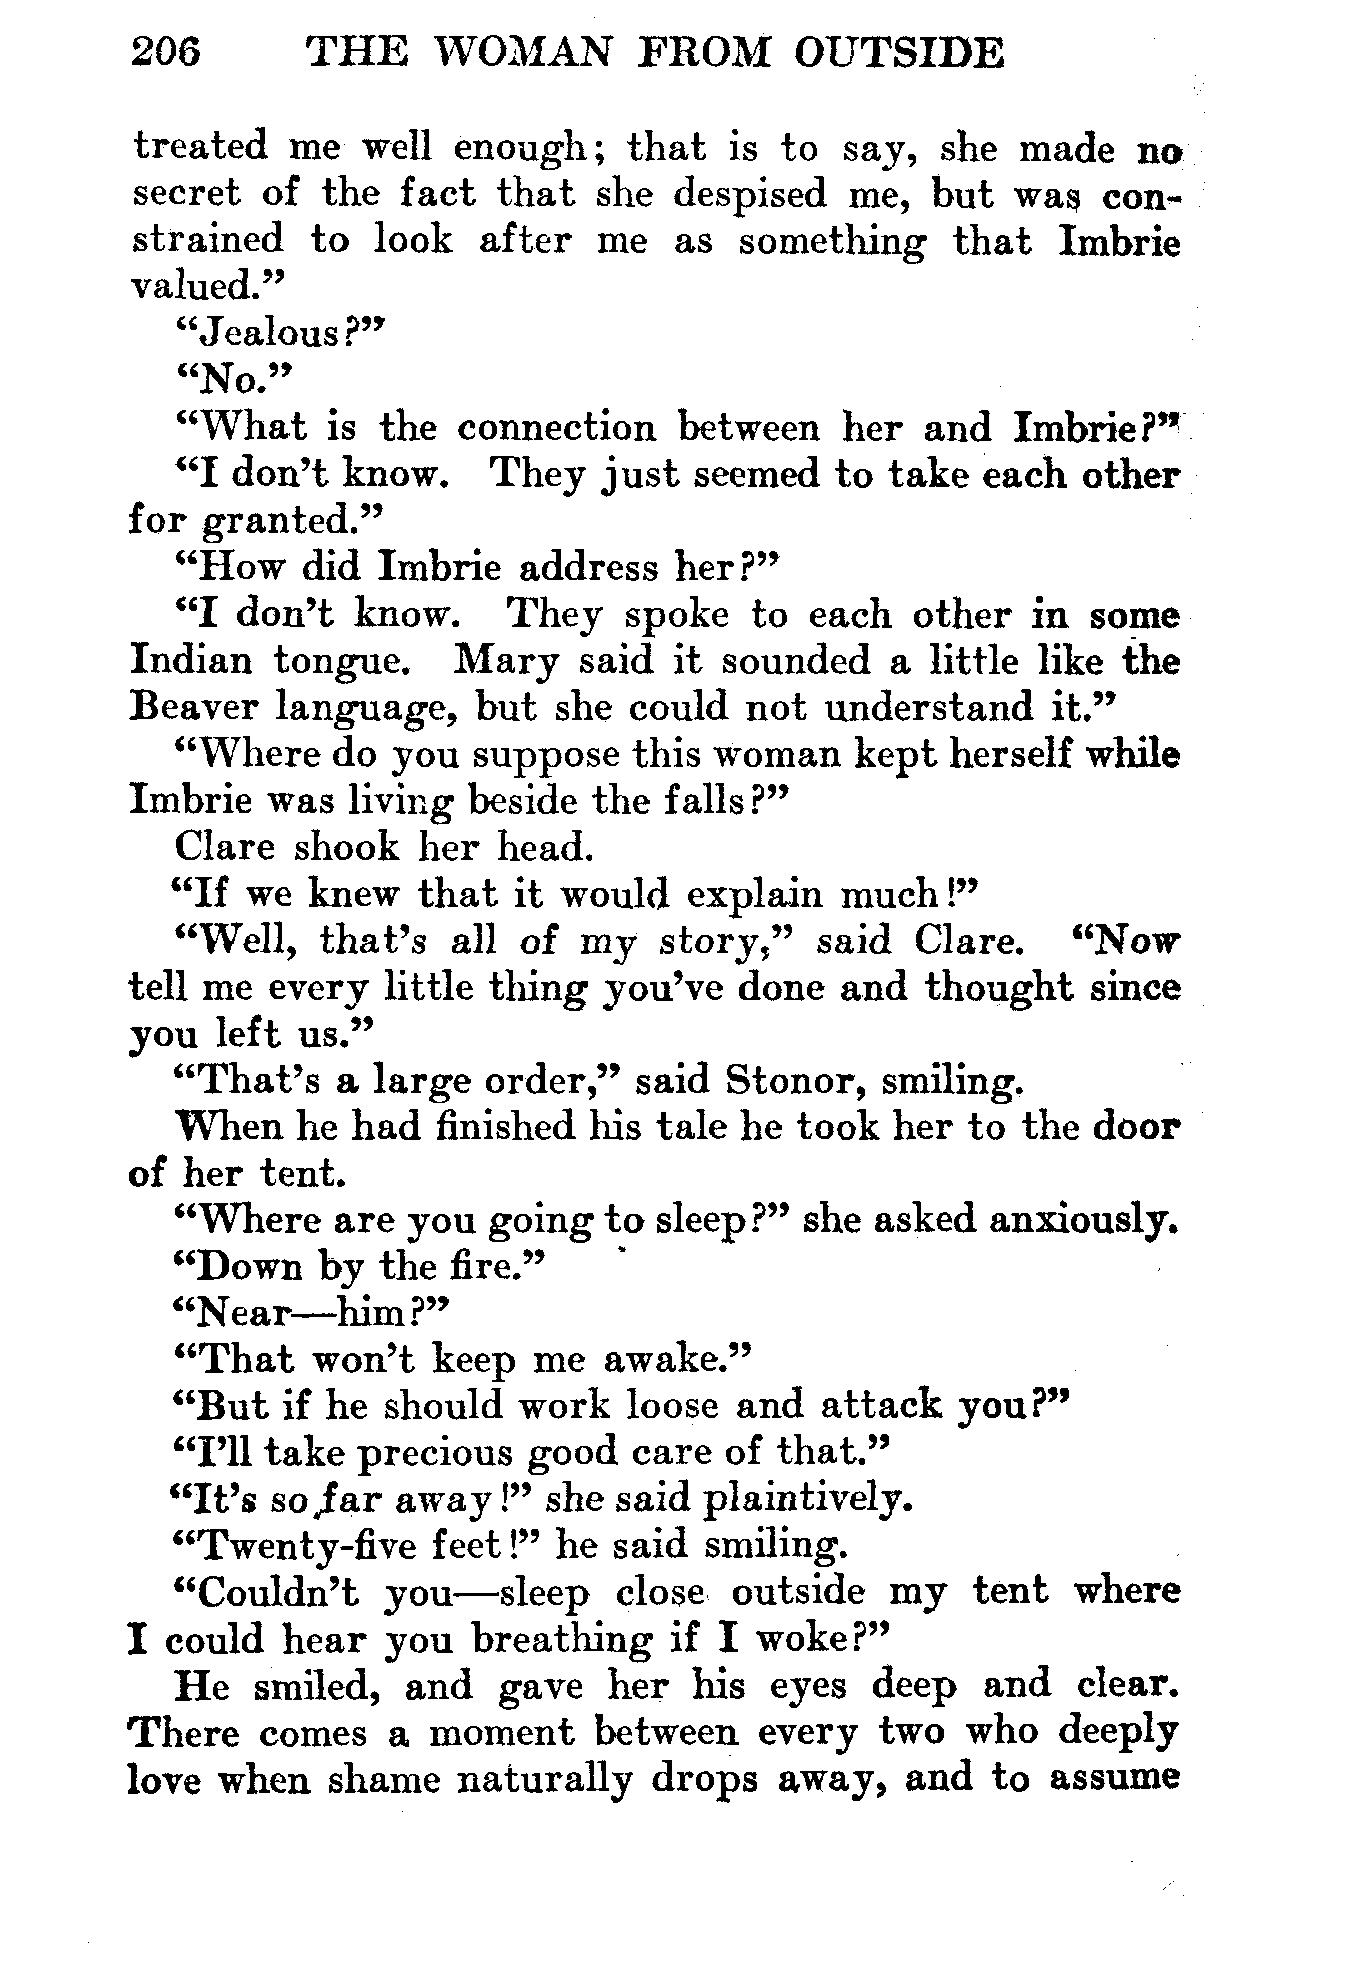 206 THE WOMAN FROM OUTSIDE
treated me well enough; that is to say, she made no
secret of the fact that she despised me, but was con-
strained to look after me as something that Imbrie
valued."
"Jealous?"
"No."
"What is the connection between her and Imbrie?"
"I don't know. They just seemed to take each other
for granted."
"How did Imbrie address her?"
"I don't know. They spoke to each other in some
Indian tongue. Mary said it sounded a little like the
Beaver language, but she could not understand it."
"Where do you suppose this woman kept herself while
Imbrie was living beside the falls?"
Clare shook her head.
"If we knew that it would explain much!"
"Well, that's all of my story," said Clare. "Now
tell me every little thing you've done and thought since
you left us."
"That's a large order," said Stonor, smiling.
When he had finished his tale he took her to the door
of her tent.
"Where are you going to sleep?" she asked anxiously.
"Down by the fire."
"Near—him?"
"That won't keep me awake."
"But if he should work loose and attack you?"
"I'll take precious good care of that."
"It's so far away!" she said plaintively.
"Twenty-five feet!" he said smiling.
"Couldn't you—sleep close outside my tent where
I could hear you breathing if I woke?"
He smiled, and gave her his eyes deep and clear.
There comes a moment between every two who deeply
love when shame naturally drops away, and to assume